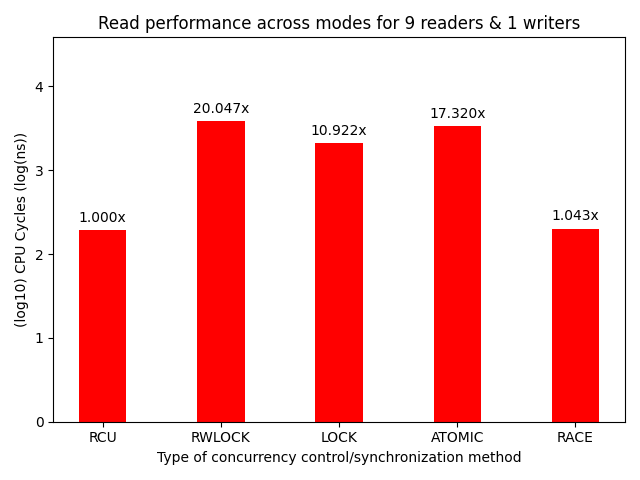 Read performance across modes for 9 readers & 1 writers
(log10) CPU Cycles (log(ns))
4
3
2
1
0
1.000x
20.047x
10.922x
17.320x
1.043x
RCU
RWLOCK
LOCK
ATOMIC
RACE
Type of concurrency control/synchronization method